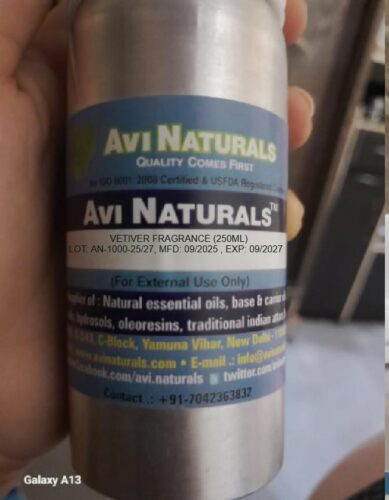 AVI NATURALS
QUALITY COMES FIRST
ISO 9001:2008 Certified & USFDA Registered
AVI NATURALS™
VETIVER FRAGRANCE (250ML)
LOT: AN-1000-25/27, MFD: 09/2025 , EXP: 09/2027
(For External Use Only)
of : Natural essential oils, base & carrier
hydrosols, oleoresins, traditional indian
C-Block, Yamuna Vihar, New Delhi
www.avinaturals.com • E-mail .: info@
facebook.com/avi.naturals twitter.com/
Contact .: +91-7042363832
Galaxy A13